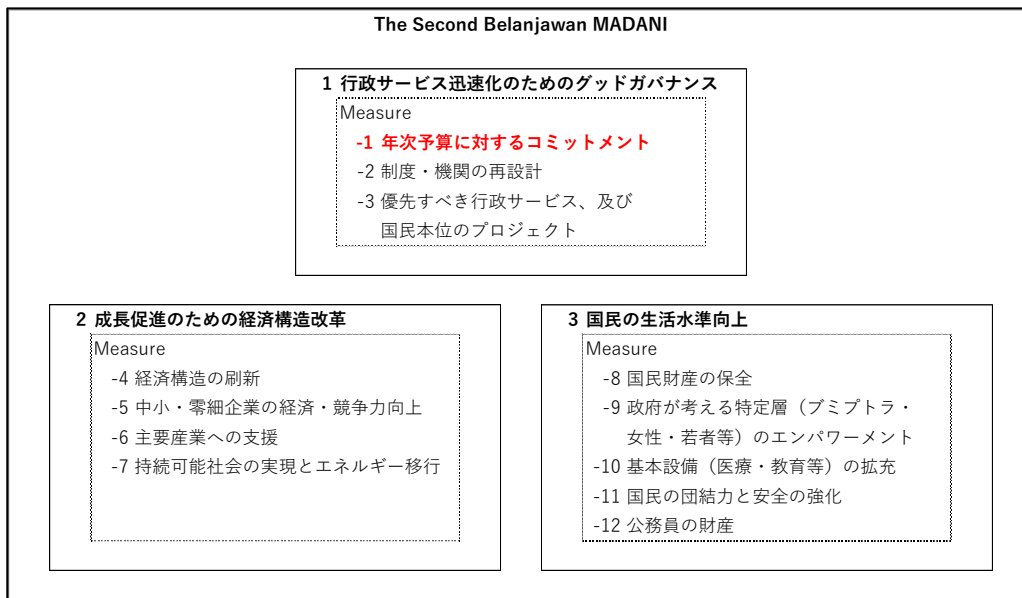 The Second Belanjawan MADANI
1 行政サービス迅速化のためのグッドガバナンス
Measure
-1 年次予算に対するコミットメント
-2 制度・機関の再設計
-3 優先すべき行政サービス、及び
国民本位のプロジェクト
2 成長促進のための経済構造改革
Measure
-4 経済構造の刷新
-5 中小・零細企業の経済・競争力向上
-6 主要産業への支援
-7 持続可能社会の実現とエネルギー移行
3 国民の生活水準向上
Measure
-8 国民財産の保全
-9 政府が考える特定層（ブミプトラ・
女性・若者等）のエンパワーメント
-10 基本設備（医療・教育等）の拡充
-11 国民の団結力と安全の強化
-12 公務員の財産